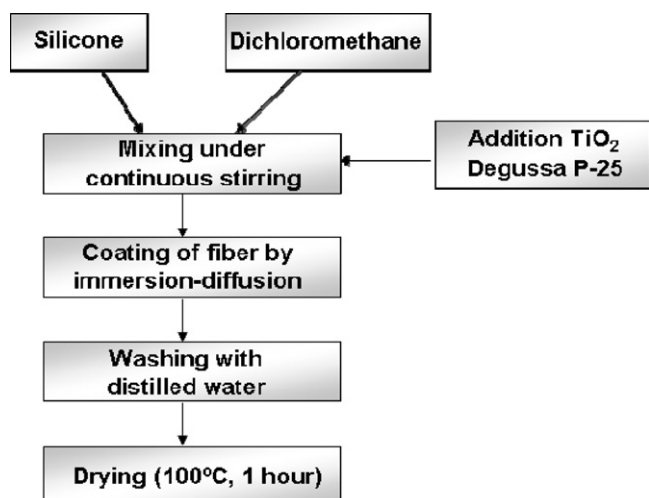 Silicone
Dichloromethane
Mixing under
continuous stirring
Addition TiO₂
Degussa P-25
Coating of fiber by
immersion-diffusion
Washing with
distilled water
Drying (100ºC, 1 hour)